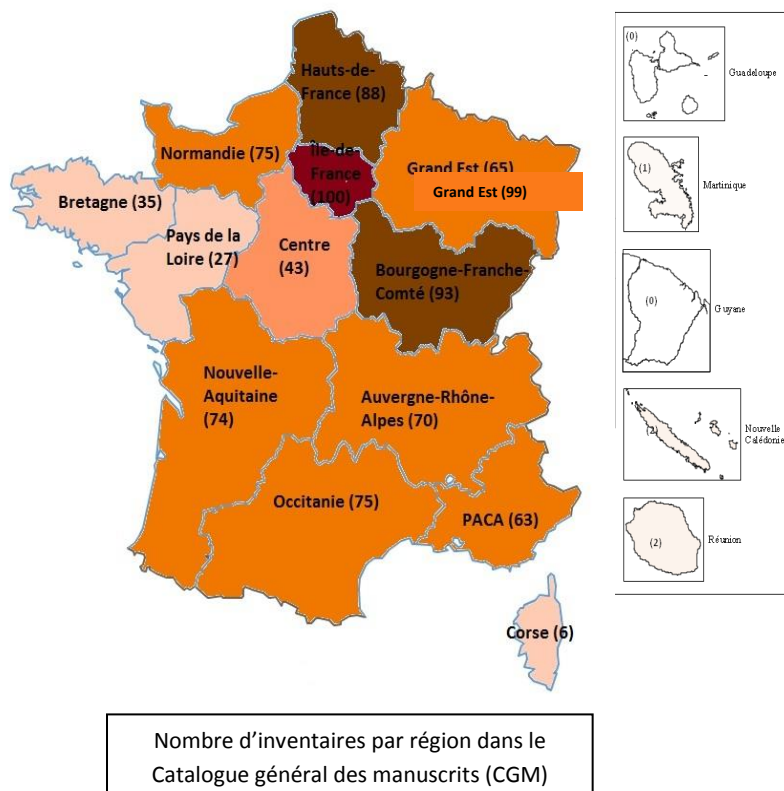 Hauts-de-
France (88)
Normandie (75)
Île-de-
France
(100)
Grand Est (65)
Grand Est (99)
Bretagne (35)
Pays de la
Loire (27)
Centre
(43)
Bourgogne-Franche-
Comté (93)
Nouvelle-
Aquitaine
(74)
Auvergne-Rhône-
Alpes (70)
Occitanie (75)
PACA (63)
Corse (6)
(0)
Guadeloupe
(1)
Martinique
(0)
Guyane
(2)
Nouvelle
Calédonie
(2)
Réunion
Nombre d’inventaires par région dans le
Catalogue général des manuscrits (CGM)